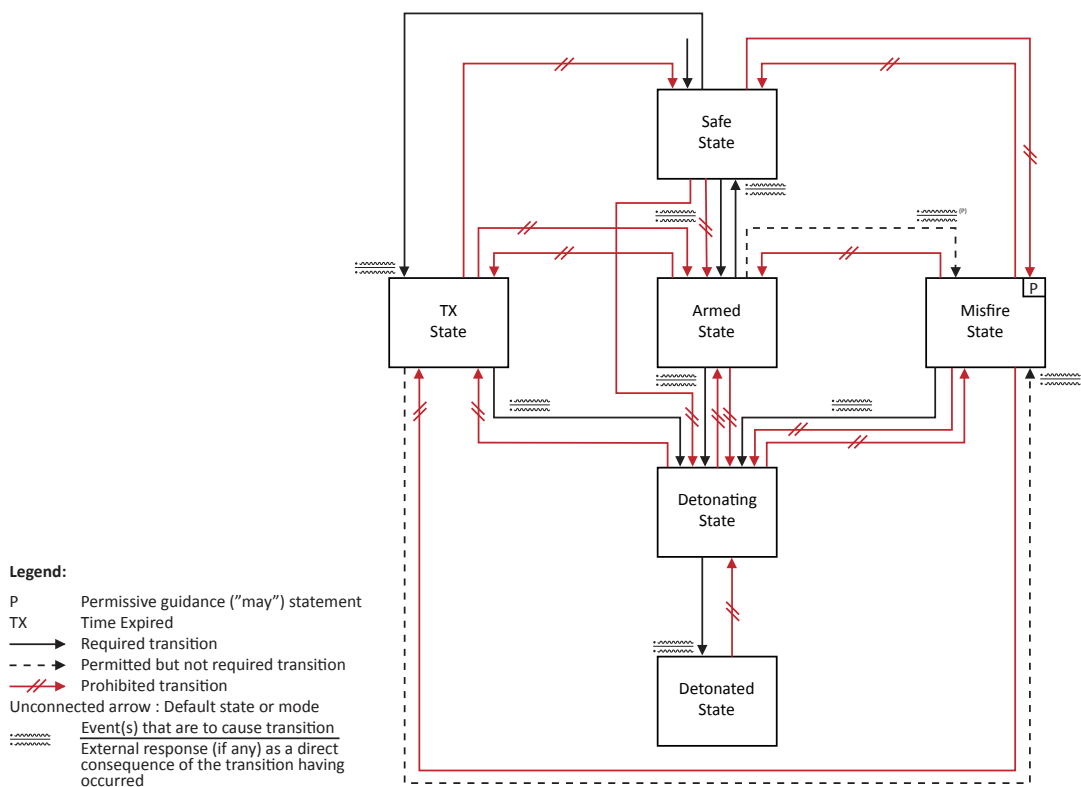 Safe
State
(P)
TX
State
Armed
State
P
Misfire
State
Detonating
State
Detonated
State
Legend:
P Permissive guidance (”may”) statement
TX Time Expired
Required transition
Permitted but not required transition
Prohibited transition
Unconnected arrow : Default state or mode
Event(s) that are to cause transition
External response (if any) as a direct
consequence of the transition having
occurred